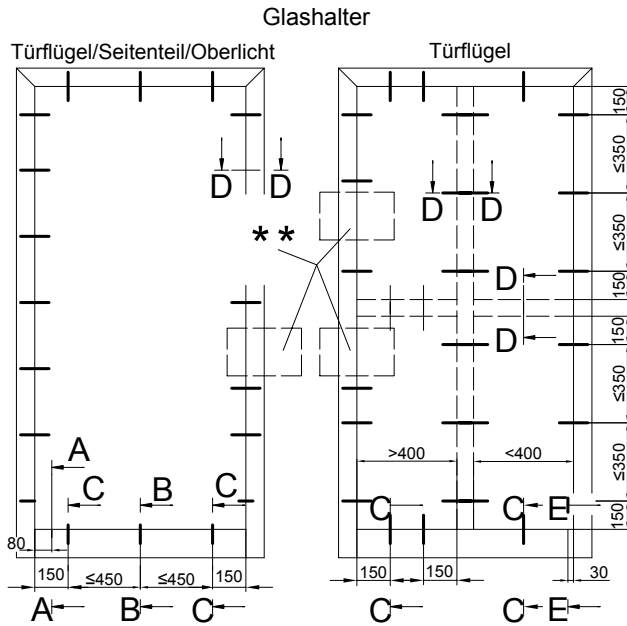 Glashalter
Türflügel/Seitenteil/Oberlicht
Türflügel
150
≤350
D D
D D
**
≤350
D
150
150
D
≤350
A
>400
<400
≤350
C B C
C C E
150
80
150 ≤450 ≤450 150
150 150
30
A B C
C C E